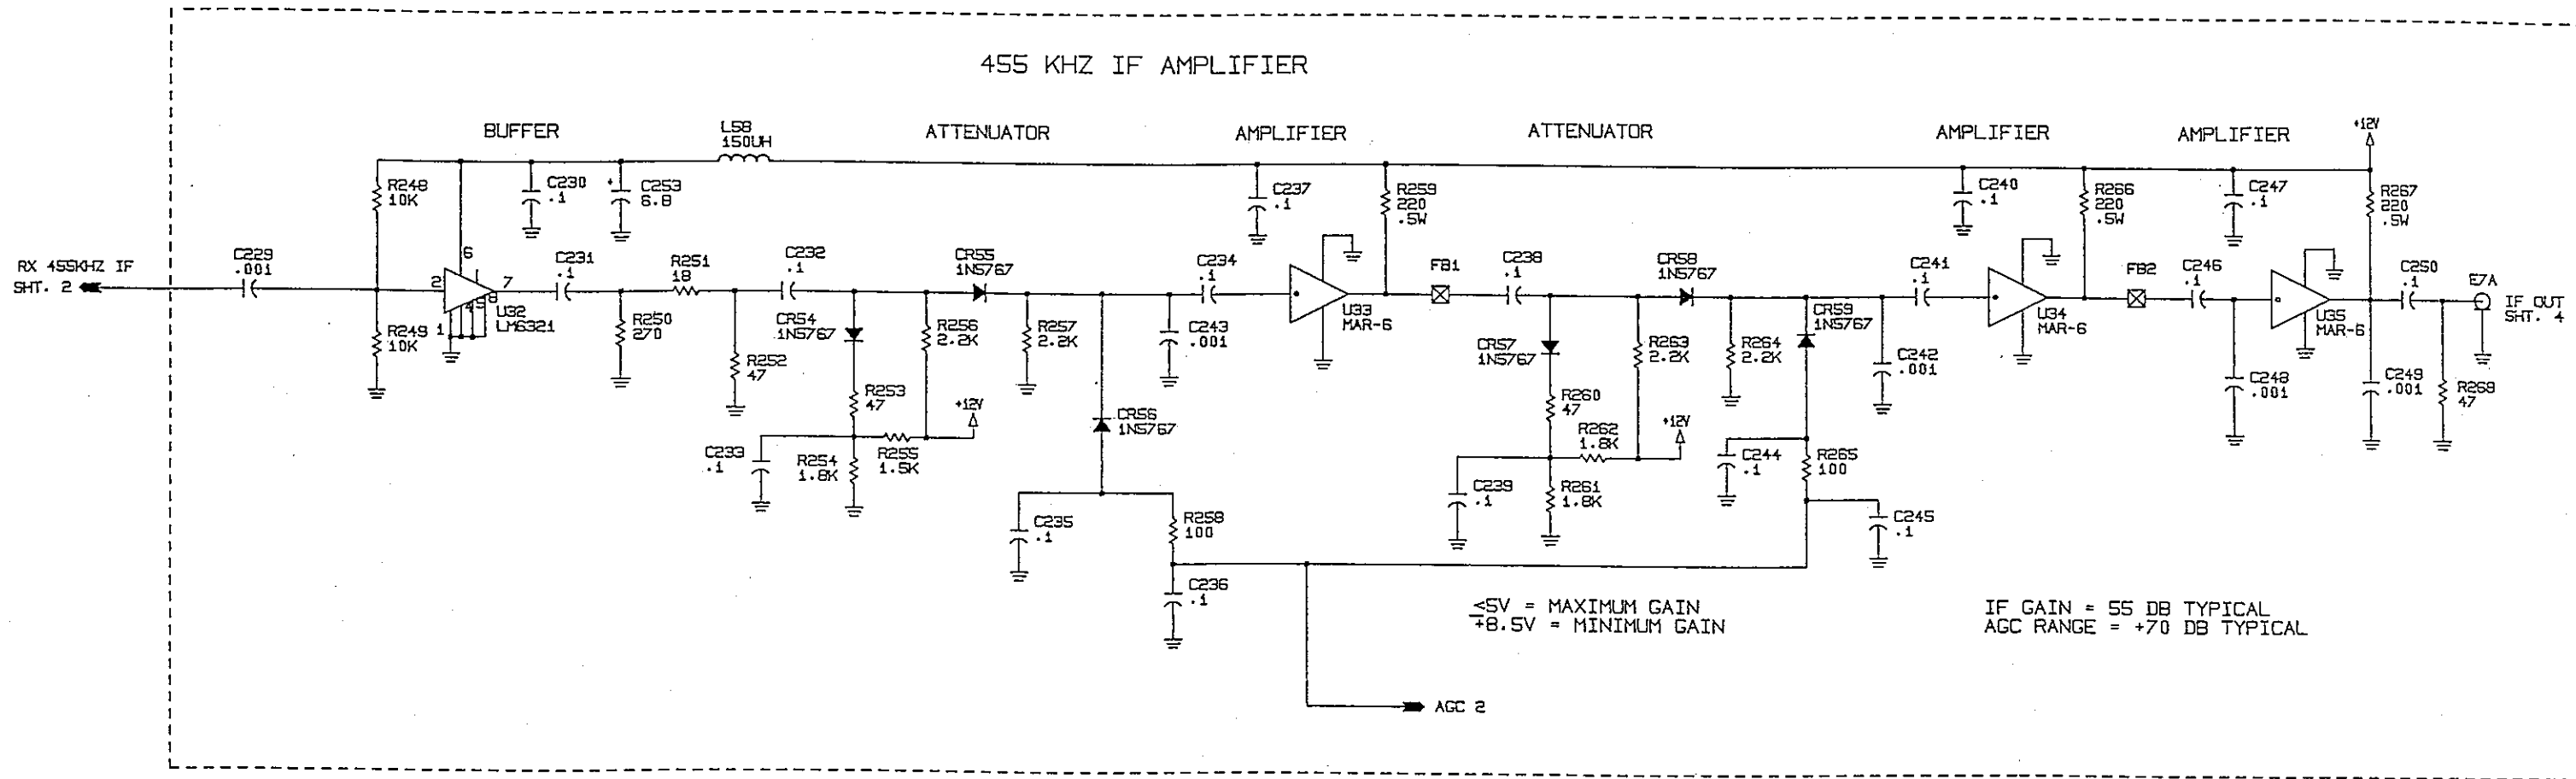 455 KHZ IF AMPLIFIER
BUFFER
L58
150UH
ATTENUATOR
AMPLIFIER
ATTENUATOR
AMPLIFIER
AMPLIFIER
+12V
R248
10K
C230
.1
C253
6.8
C237
.1
R259
220
.5W
C240
.1
R266
220
.5W
C247
.1
R267
220
.5W
RX 455KHZ IF
SHT. 2
C229
.001
2
6
7
1
4
5
8
U32
LM6321
R249
10K
C231
.1
R250
270
R251
18
R252
47
C232
.1
CR54
1N5767
R253
47
R256
2.2K
CR55
1N5767
R257
2.2K
+12V
C233
.1
R254
1.8K
R255
1.5K
CR56
1N5767
C243
.001
C234
.1
U33
MAR-6
FB1
C238
.1
CR57
1N5767
R260
47
R263
2.2K
CR58
1N5767
R264
2.2K
CR59
1N5767
C242
.001
C241
.1
U34
MAR-6
FB2
C246
.1
C248
.001
U35
MAR-6
C249
.001
C250
.1
R268
47
E7A
IF OUT
SHT. 4
C235
.1
R258
100
C236
.1
C239
.1
R261
1.8K
R262
1.8K
+12V
C244
.1
R265
100
C245
.1
<5V = MAXIMUM GAIN
+8.5V = MINIMUM GAIN
IF GAIN = 55 DB TYPICAL
AGC RANGE = +70 DB TYPICAL
AGC 2